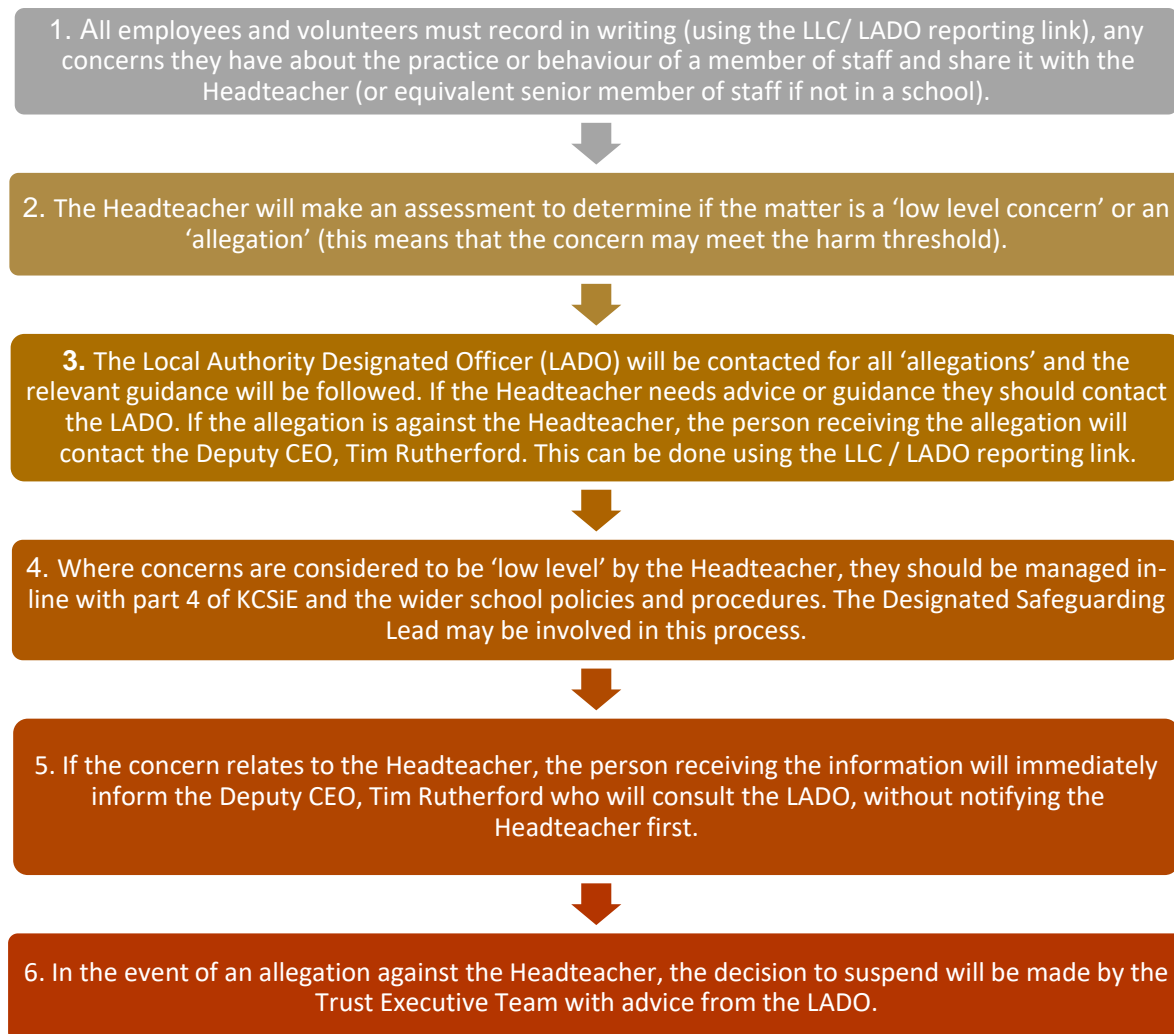 1. All employees and volunteers must record in writing (using the LLC/ LADO reporting link), any
concerns they have about the practice or behaviour of a member of staff and share it with the
Headteacher (or equivalent senior member of staff if not in a school).
2. The Headteacher will make an assessment to determine if the matter is a ‘low level concern’ or an
‘allegation’ (this means that the concern may meet the harm threshold).
3. The Local Authority Designated Officer (LADO) will be contacted for all ‘allegations’ and the
relevant guidance will be followed. If the Headteacher needs advice or guidance they should contact
the LADO. If the allegation is against the Headteacher, the person receiving the allegation will
contact the Deputy CEO, Tim Rutherford. This can be done using the LLC / LADO reporting link.
4. Where concerns are considered to be ‘low level’ by the Headteacher, they should be managed in-
line with part 4 of KCSiE and the wider school policies and procedures. The Designated Safeguarding
Lead may be involved in this process.
5. If the concern relates to the Headteacher, the person receiving the information will immediately
inform the Deputy CEO, Tim Rutherford who will consult the LADO, without notifying the
Headteacher first.
6. In the event of an allegation against the Headteacher, the decision to suspend will be made by the
Trust Executive Team with advice from the LADO.